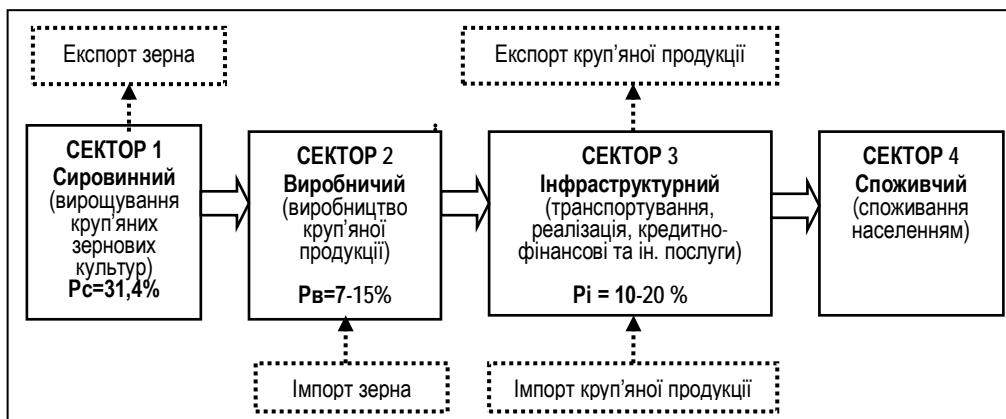 Експорт зерна
Експорт круп’яної продукції
СЕКТОР 1
Сировинний
(вирощування
круп’яних
зернових
культур)
Рс=31,4%
СЕКТОР 2
Виробничий
(виробництво
круп’яної
продукції)
Рв=7-15%
СЕКТОР 3
Інфраструктурний
(транспортування,
реалізація, кредитно-
фінансові та ін. послуги)
Рі = 10-20 %
СЕКТОР 4
Споживчий
(споживання
населенням)
Імпорт зерна
Імпорт круп’яної продукції